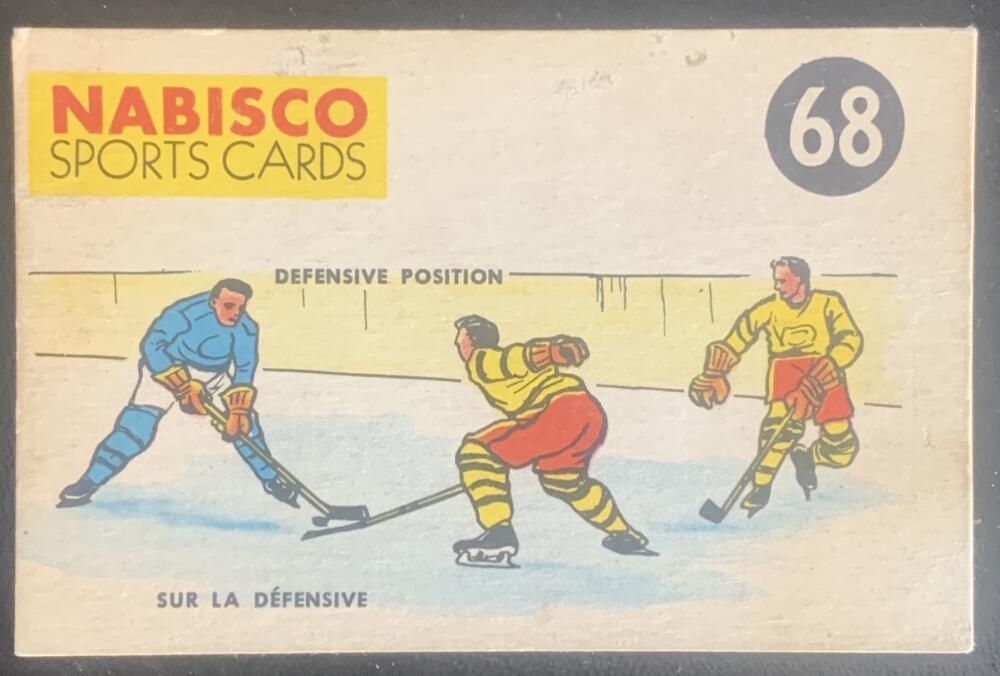 NABISCO
SPORTS CARDS
68
DEFENSIVE POSITION
SUR LA DÉFENSIVE